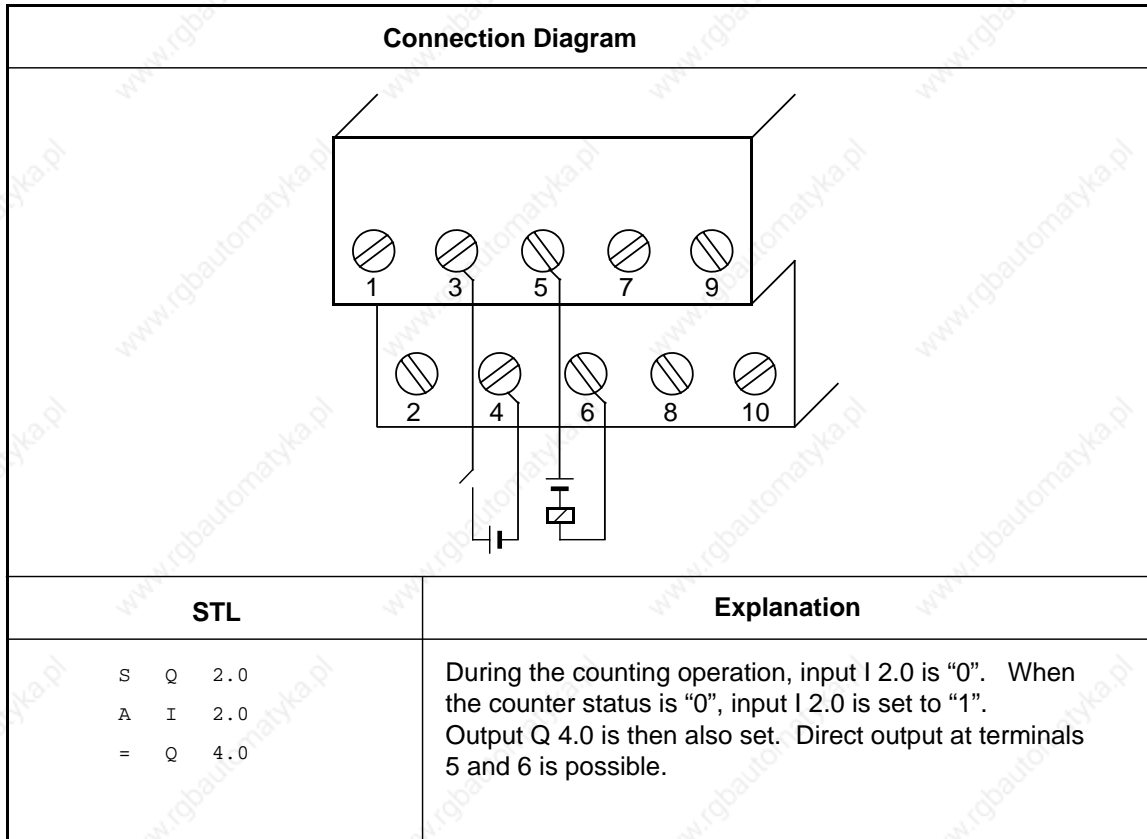 Connection Diagram
1 3 5 7 9
2 4 6 8 10
STL
Explanation
S Q 2.0
A I 2.0
= Q 4.0
During the counting operation, input I 2.0 is “0”. When
the counter status is “0”, input I 2.0 is set to “1”.
Output Q 4.0 is then also set. Direct output at terminals
5 and 6 is possible.
www.rgbautomatyka.pl